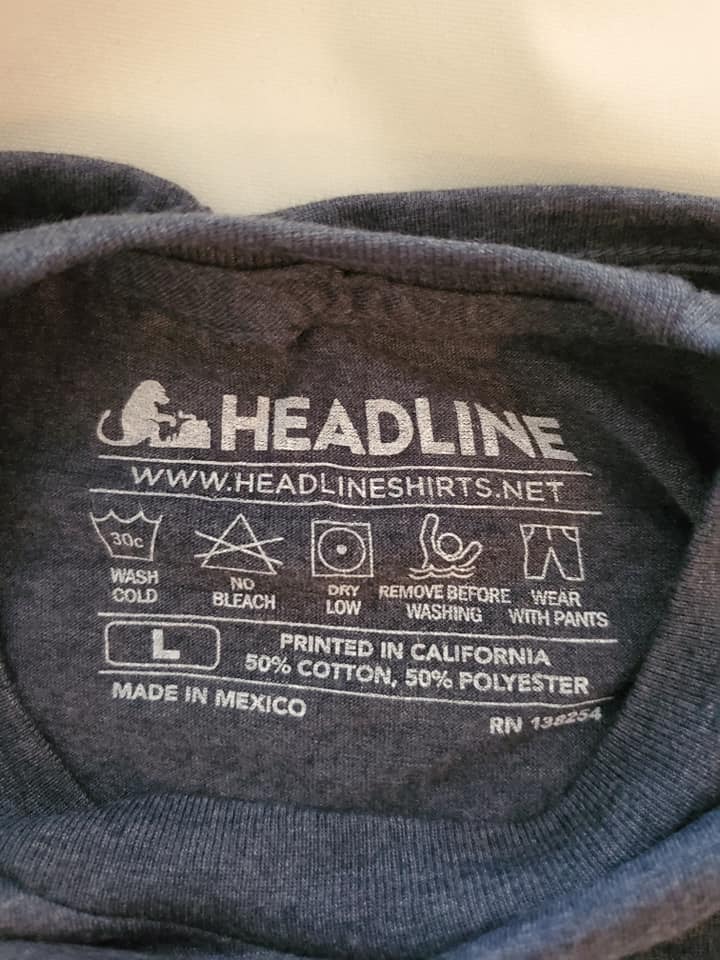 HEADLINE
WWW.HEADLINESHIRTS.NET
30c
WASH COLD
NO BLEACH
DRY LOW
REMOVE BEFORE WASHING
WEAR WITH PANTS
L
PRINTED IN CALIFORNIA
50% COTTON, 50% POLYESTER
MADE IN MEXICO
RN 138254